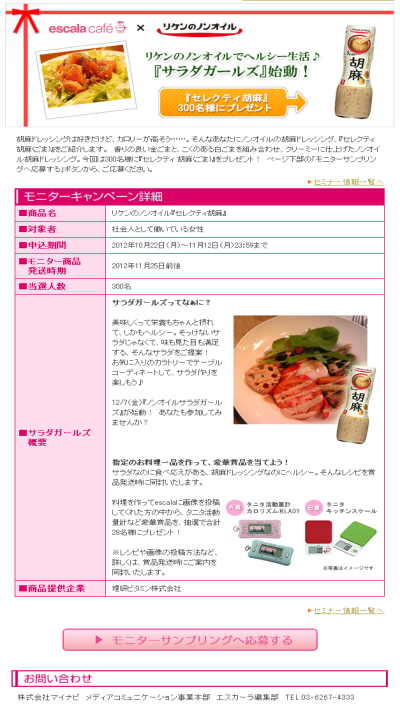 escala café × リケンのノンオイル
リケンのノンオイルでヘルシー生活♪
『サラダガールズ』始動！
『セレクティ胡麻』
300名様にプレゼント
胡麻
胡麻ドレッシングは好きだけど、カロリーが高そう……。そんなあなたにノンオイルの胡麻ドレッシング、『セレクティ
胡麻(ごま)』をご紹介します。 香りの良い金ごまと、こくのある白ごまを組み合わせ、クリーミーに仕上げたノンオイ
ル胡麻ドレッシング。今回は300名様に『セレクティ 胡麻(ごま)』をプレゼント！ ページ下部の『モニターサンプリン
グへ応募する』ボタンから、ご応募ください。
セミナー情報一覧へ
モニターキャンペーン詳細
■商品名 リケンのノンオイル『セレクティ胡麻』
■対象者 社会人として働いている女性
■申込期間 2012年10月22日(月)～11月12日(月)23:59まで
■モニター商品
発送時期 2012年11月25日前後
■当選人数 300名
■サラダガールズ
概要
サラダガールズってなぁに？
美味しくって栄養もちゃんと摂れ
て、しかもヘルシー。そっけないサ
ラダじゃなくて、味も見た目も満足
する、そんなサラダをご提案！
お気に入りのカラトリーでテーブル
コーディネートして、サラダ作りを
楽しもう♪
12/7(金)『ノンオイルサラダガール
ズ』が始動！ あなたも参加してみ
ませんか？
胡麻
指定のお料理一品を作って、豪華賞品を当てよう！
サラダなのに食べ応えがある、胡麻ドレッシングなのにヘルシー。そんなレシピを賞
品発送時に同封いたします。
料理を作ってescalaに画像を投稿
してくれた方の中から、タニタ活動
量計など豪華賞品を、抽選で合計
28名様にプレゼント！
※レシピや画像の投稿方法など、
詳しくは、賞品発送時にご案内を
同封いたします。
A賞 タニタ活動量計
カロリズムRLADY
B賞 タニタ
キッチンスケール
※写真はイメージです
■商品提供企業 理研ビタミン株式会社
セミナー情報一覧へ
モニターサンプリングへ応募する
お問い合わせ
株式会社マイナビ メディアコミュニケーション事業本部 エスカーラ編集部 TEL.03-6267-4333